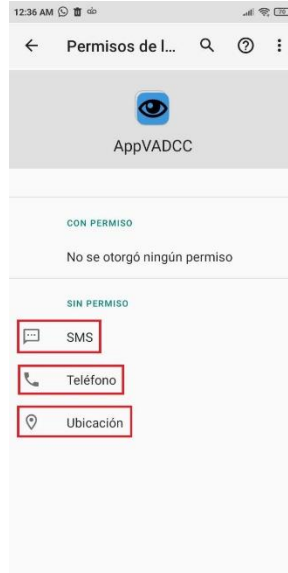 12:36 AM
Permisos de l...
AppVADCC
CON PERMISO
No se otorgó ningún permiso
SIN PERMISO
SMS
Teléfono
Ubicación